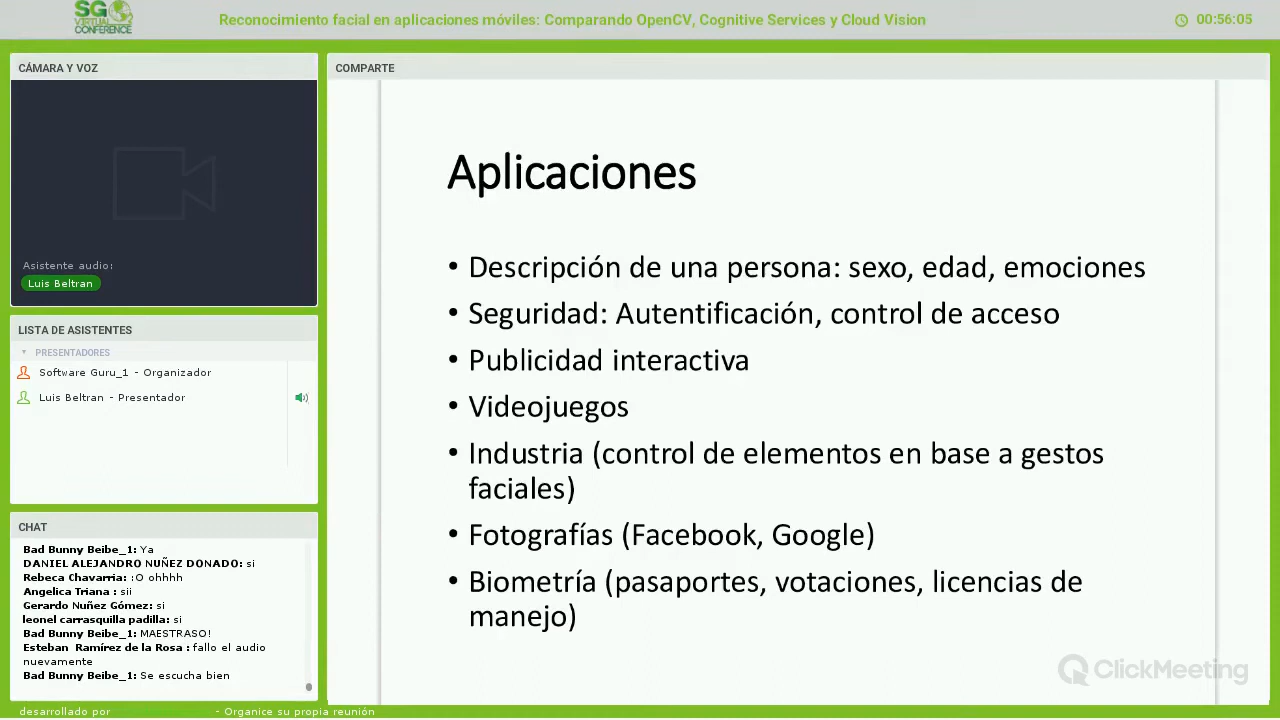 SG
VIRTUAL
CONFERENCE
Reconocimiento facial en aplicaciones móviles: Comparando OpenCV, Cognitive Services y Cloud Vision
00:56:05
CÁMARA Y VOZ
Asistente audio:
Luis Beltran
LISTA DE ASISTENTES
PRESENTADORES
Software Guru_1 - Organizador
Luis Beltran - Presentador
CHAT
Bad Bunny Beibe_1: Ya
DANIEL ALEJANDRO NUÑEZ DONADO: si
Rebeca Chavarria: :O ohhhh
Angelica Triana : sii
Gerardo Nuñez Gómez: si
leonel carrasquilla padilla: si
Bad Bunny Beibe_1: MAESTRASO!
Esteban Ramírez de la Rosa : fallo el audio
nuevamente
Bad Bunny Beibe_1: Se escucha bien
desarrollado por
- Organice su propia reunión
COMPARTE
Aplicaciones
• Descripción de una persona: sexo, edad, emociones
• Seguridad: Autentificación, control de acceso
• Publicidad interactiva
• Videojuegos
• Industria (control de elementos en base a gestos
faciales)
• Fotografías (Facebook, Google)
• Biometría (pasaportes, votaciones, licencias de
manejo)
ClickMeeting